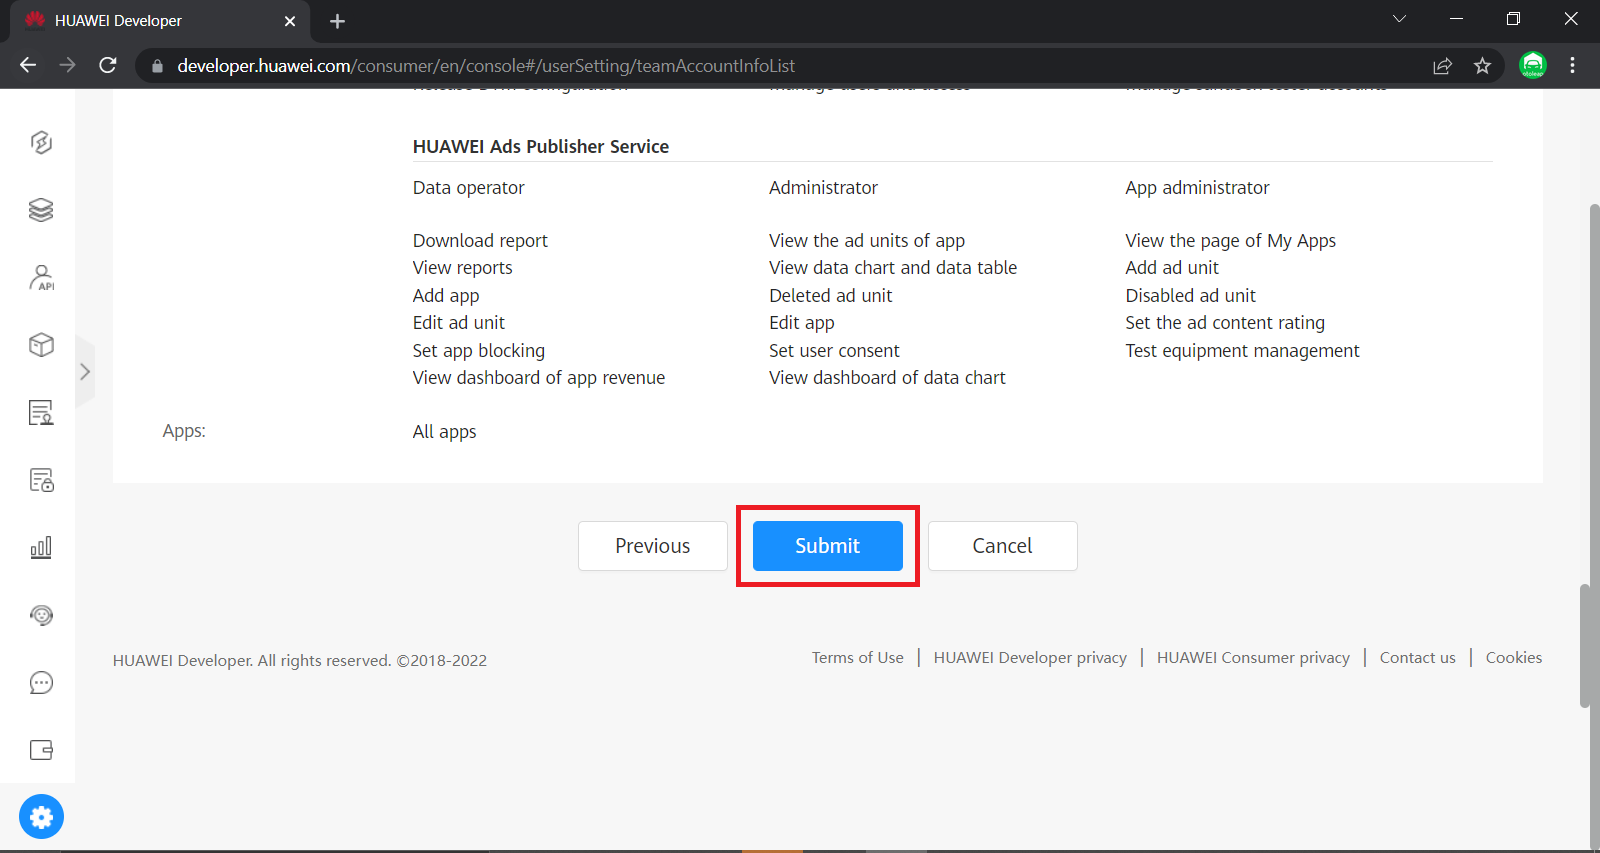 HUAWEI Developer
developer.huawei.com/consumer/en/console#/userSetting/teamAccountInfoList
HUAWEI Ads Publisher Service
Data operator Administrator App administrator
Download report View the ad units of app View the page of My Apps
View reports View data chart and data table Add ad unit
Add app Deleted ad unit Disabled ad unit
Edit ad unit Edit app Set the ad content rating
Set app blocking Set user consent Test equipment management
View dashboard of app revenue View dashboard of data chart
Apps: All apps
API
Previous Submit Cancel
HUAWEI Developer. All rights reserved. ©2018-2022
Terms of Use | HUAWEI Developer privacy | HUAWEI Consumer privacy | Contact us | Cookies